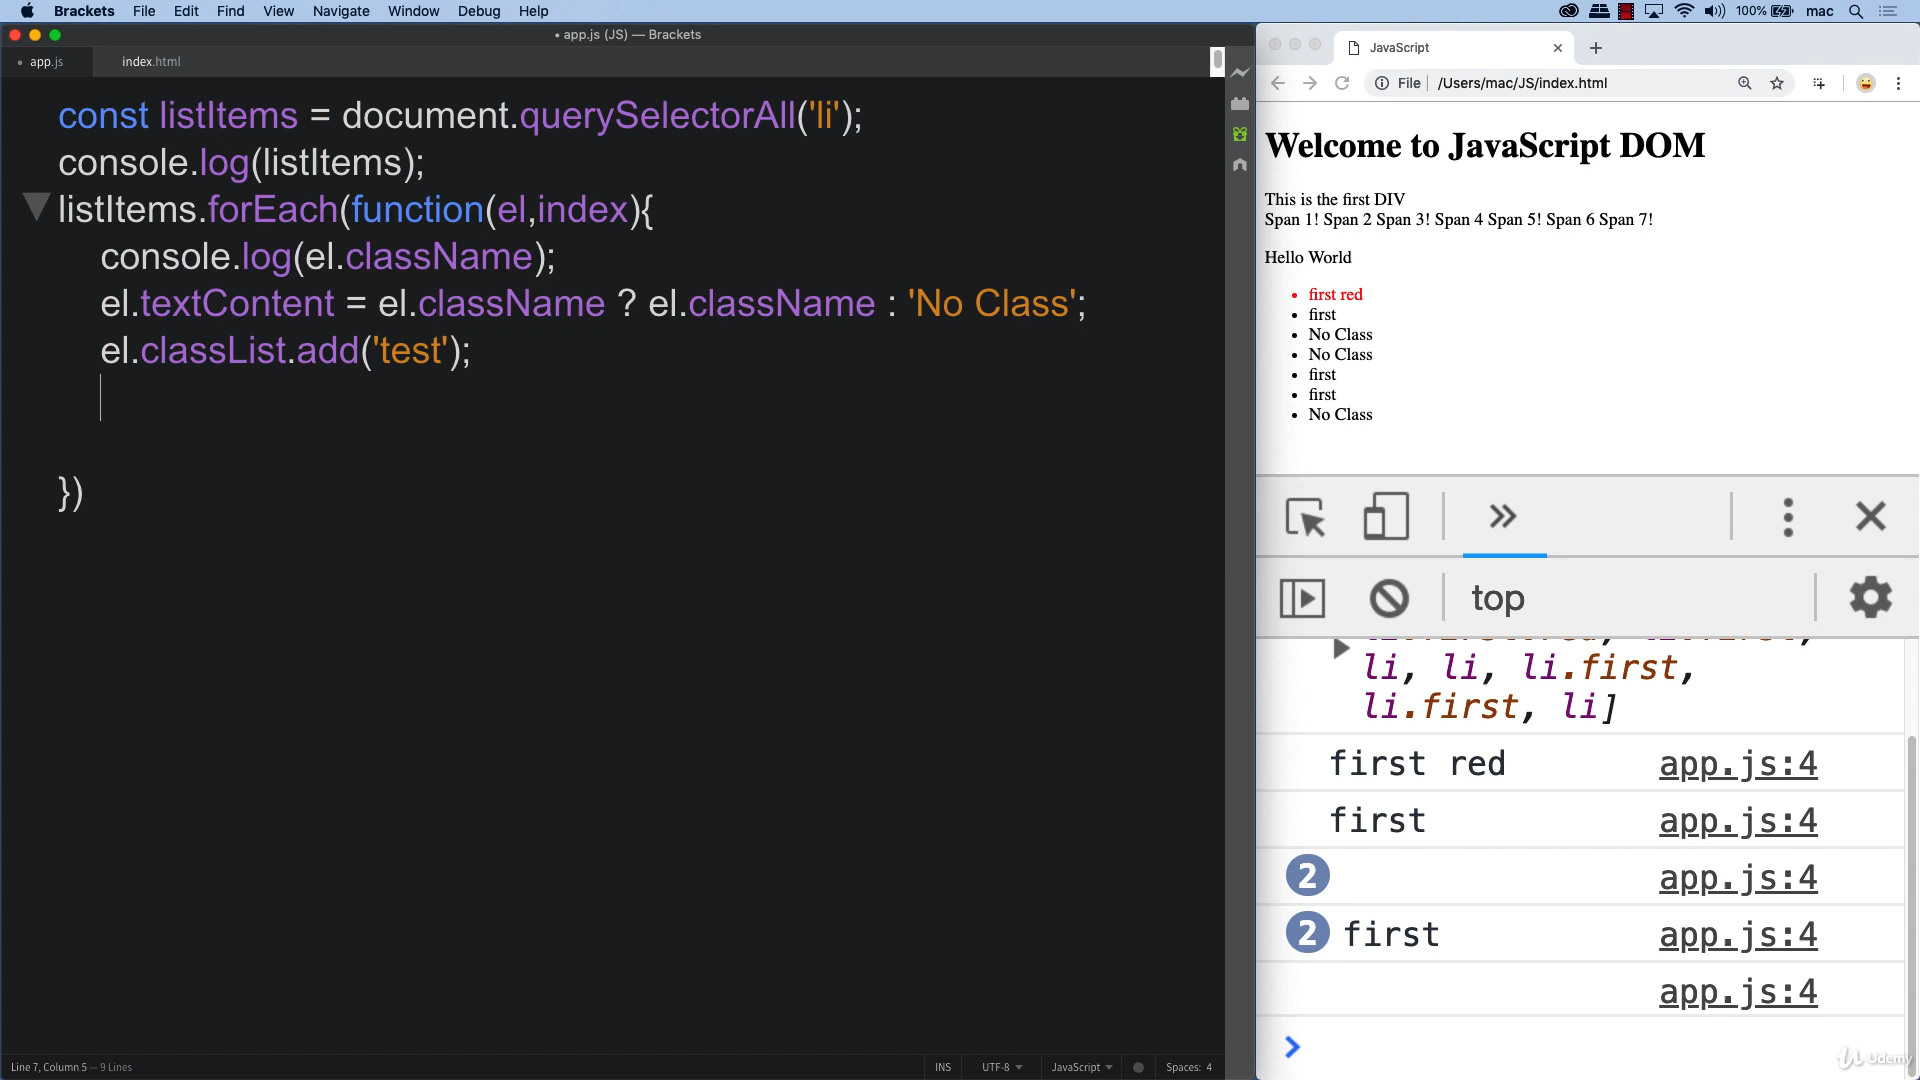 Brackets File Edit Find View Navigate Window Debug Help 100% mac
• app.js (JS) — Brackets
• app.js index.html
const listItems = document.querySelectorAll('li');
console.log(listItems);
listItems.forEach(function(el,index){
console.log(el.className);
el.textContent = el.className ? el.className : 'No Class';
el.classList.add('test');
})
Line 7, Column 5 — 9 Lines INS UTF-8 JavaScript Spaces: 4
JavaScript
File /Users/mac/JS/index.html
Welcome to JavaScript DOM
This is the first DIV
Span 1! Span 2 Span 3! Span 4 Span 5! Span 6 Span 7!
Hello World
• first red
• first
• No Class
• No Class
• first
• first
• No Class
top
li, li, li.first,
li.first, li]
first red app.js:4
first app.js:4
2 app.js:4
2 first app.js:4
app.js:4
Udemy